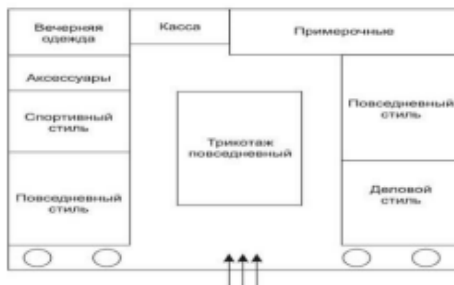 Вечерняя
одежда
Касса
Примерочные
Аксессуары
Спортивный
стиль
Повседневный
стиль
Трикотаж
повседневный
Повседневный
стиль
Деловой
стиль